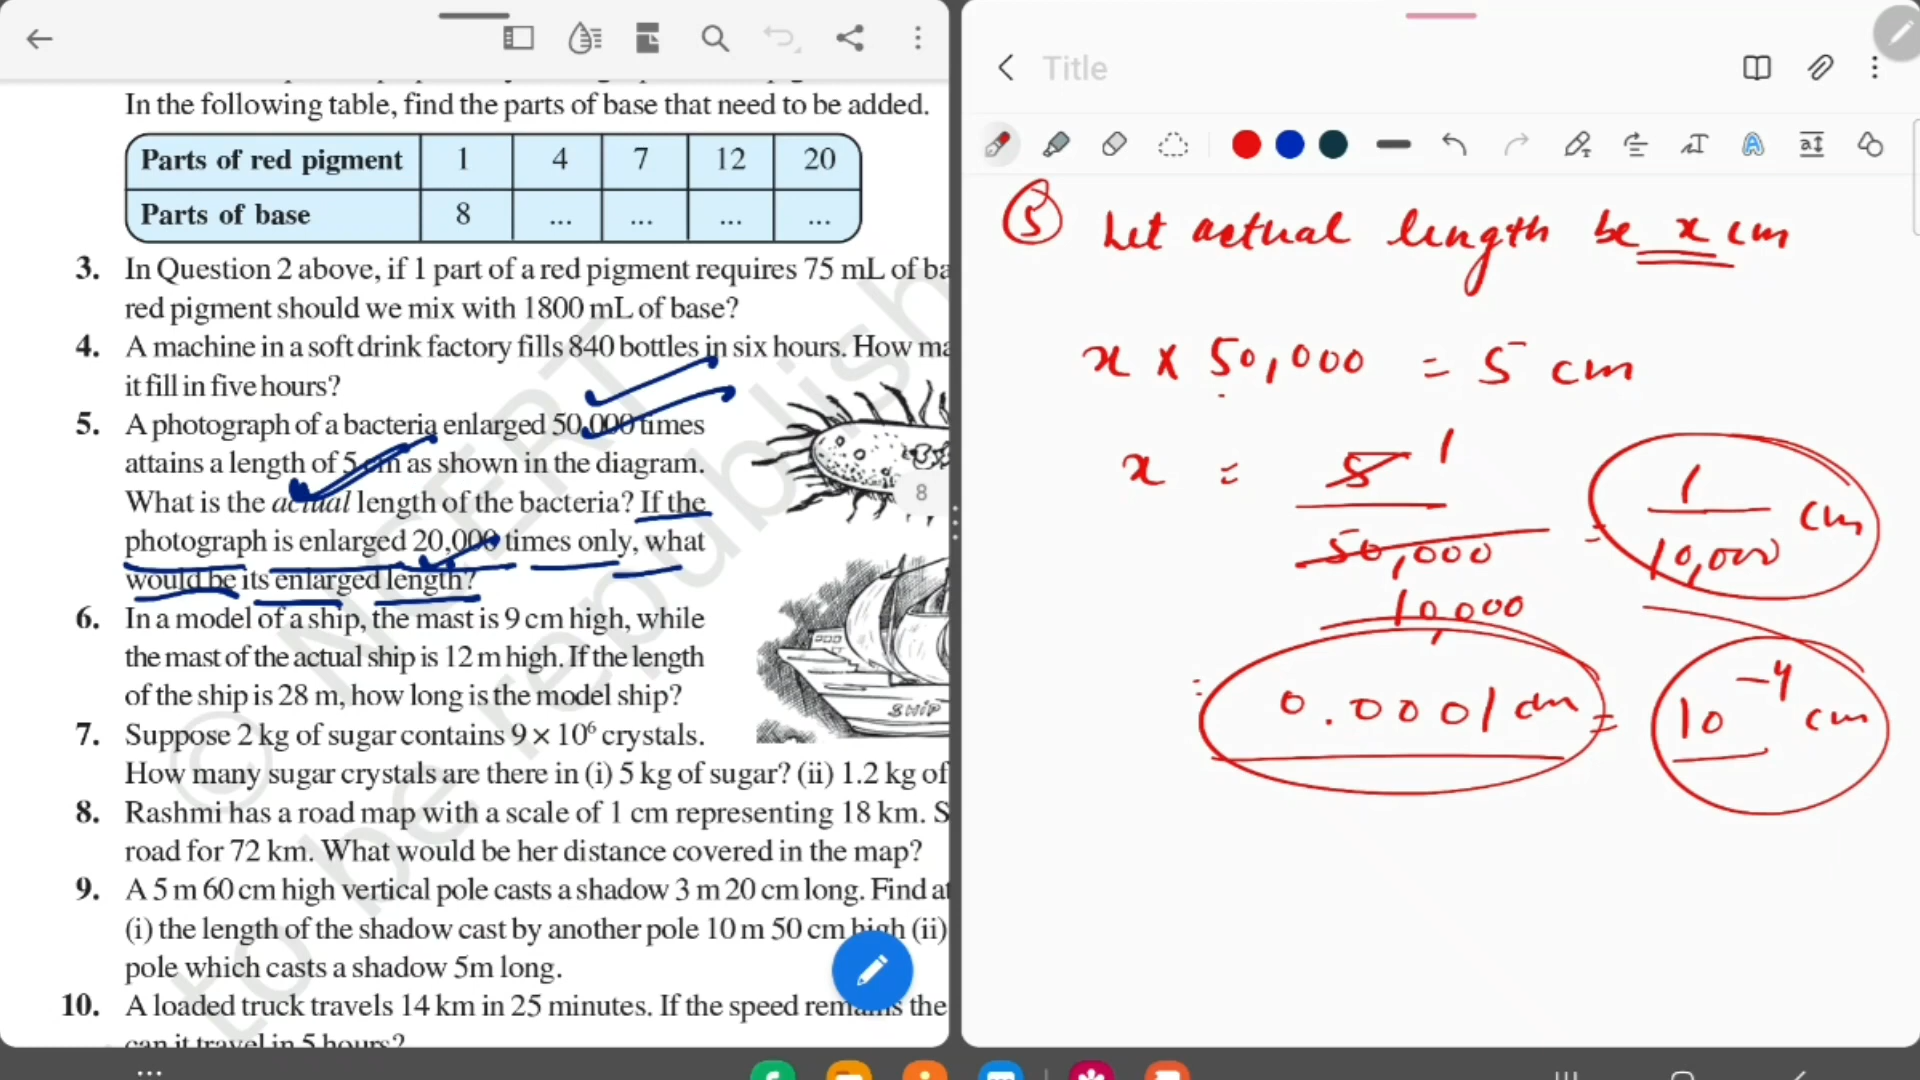 In the following table, find the parts of base that need to be added.
Parts of red pigment 1 4 7 12 20
Parts of base 8 ... ... ... ...
3. In Question 2 above, if 1 part of a red pigment requires 75 mL of ba
red pigment should we mix with 1800 mL of base?
4. A machine in a soft drink factory fills 840 bottles in six hours. How ma
it fill in five hours?
5. A photograph of a bacteria enlarged 50,000 times
attains a length of 5 cm as shown in the diagram.
What is the actual length of the bacteria? If the
photograph is enlarged 20,000 times only, what
would be its enlarged length?
6. In a model of a ship, the mast is 9 cm high, while
the mast of the actual ship is 12 m high. If the length
of the ship is 28 m, how long is the model ship?
7. Suppose 2 kg of sugar contains 9 × 10⁶ crystals.
How many sugar crystals are there in (i) 5 kg of sugar? (ii) 1.2 kg of
8. Rashmi has a road map with a scale of 1 cm representing 18 km. S
road for 72 km. What would be her distance covered in the map?
9. A 5 m 60 cm high vertical pole casts a shadow 3 m 20 cm long. Find at
(i) the length of the shadow cast by another pole 10 m 50 cm high (ii)
pole which casts a shadow 5m long.
10. A loaded truck travels 14 km in 25 minutes. If the speed remains the
can it travel in 5 hours?
8
SHIP
© NCERT
to be republish
Title
5 Let actual length be x cm
x × 50,000 = 5 cm
x = 5 1 / 50,000 10,000 = 1/10,000 cm
= 0.0001 cm = 10⁻⁴ cm